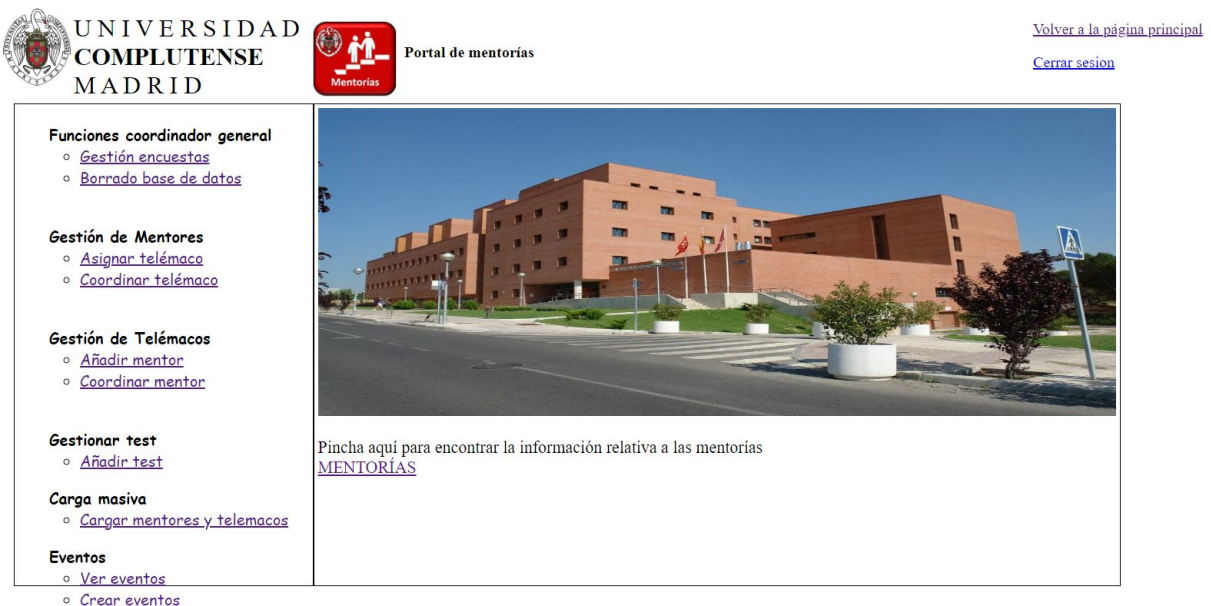 UNIVERSIDAD
COMPLUTENSE
MADRID
Mentorías
Portal de mentorías
Volver a la página principal
Cerrar sesion
Funciones coordinador general
Gestión encuestas
Borrado base de datos
Gestión de Mentores
Asignar telémaco
Coordinar telémaco
Gestión de Telémacos
Añadir mentor
Coordinar mentor
Gestionar test
Añadir test
Carga masiva
Cargar mentores y telemacos
Eventos
Ver eventos
Crear eventos
Pincha aquí para encontrar la información relativa a las mentorías
MENTORÍAS